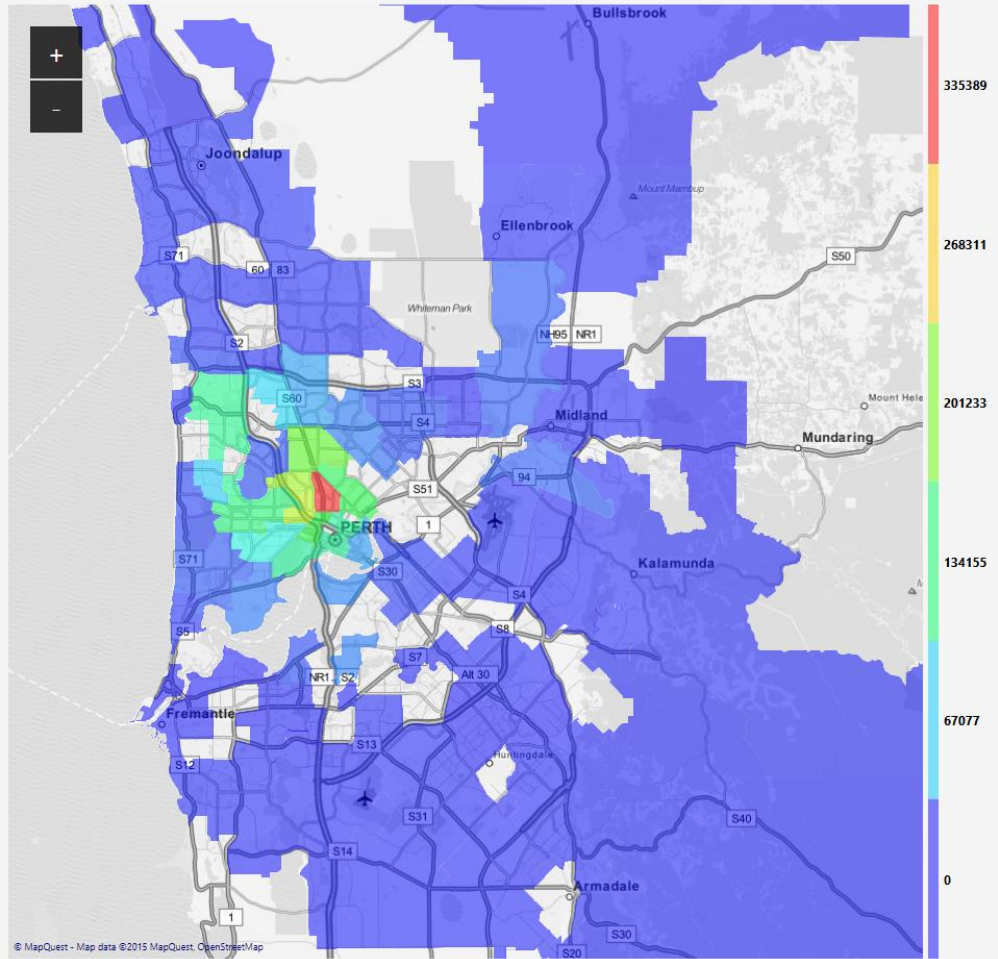 Bullsbrook
+
-
335389
Joondalup
Mount Mambup
Ellenbrook
268311
S71
60
83
S50
Whiteman Park
NH95
NR1
S2
S3
S60
Mount Hele
201233
S4
Midland
Mundaring
94
S51
1
PERTH
S71
S30
Kalamunda
134155
S4
S5
S8
S7
NR1
S2
Alt 30
67077
Fremantle
S13
Huntingdale
S12
S31
S40
S14
Armadale
0
1
S30
© MapQuest - Map data ©2015 MapQuest, OpenStreetMap
S20